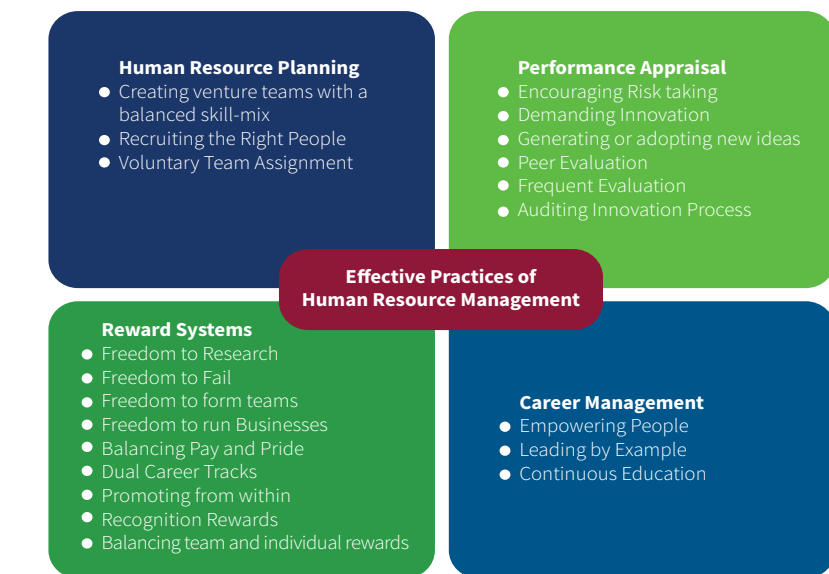 Human Resource Planning
Creating venture teams with a
balanced skill-mix
Recruiting the Right People
Voluntary Team Assignment
Performance Appraisal
Encouraging Risk taking
Demanding Innovation
Generating or adopting new ideas
Peer Evaluation
Frequent Evaluation
Auditing Innovation Process
Effective Practices of
Human Resource Management
Reward Systems
Freedom to Research
Freedom to Fail
Freedom to form teams
Freedom to run Businesses
Balancing Pay and Pride
Dual Career Tracks
Promoting from within
Recognition Rewards
Balancing team and individual rewards
Career Management
Empowering People
Leading by Example
Continuous Education